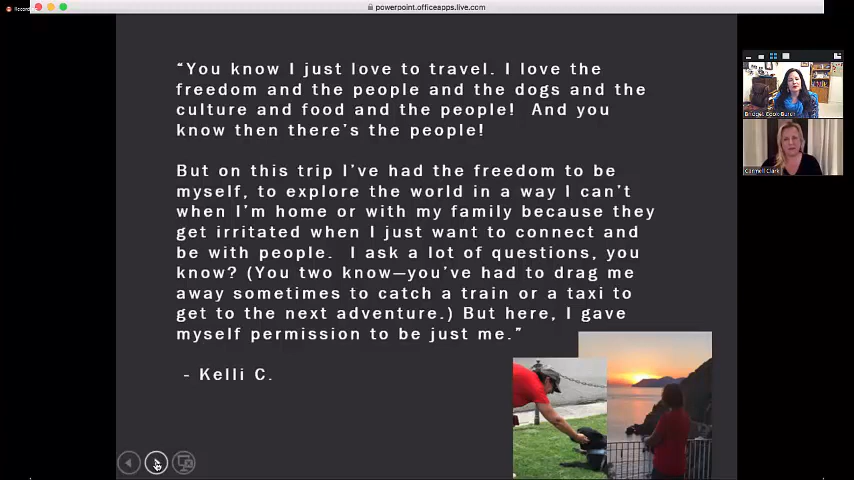 powerpoint.officeapps.live.com
"You know I just love to travel. I love the
freedom and the people and the dogs and the
culture and food and the people!  And you
know then there's the people!
But on this trip I've had the freedom to be
myself, to explore the world in a way I can't
when I'm home or with my family because they
get irritated when I just want to connect and
be with people.  I ask a lot of questions, you
know? (You two know—you've had to drag me
away sometimes to catch a train or a taxi to
get to the next adventure.) But here, I gave
myself permission to be just me."
- Kelli C.
Bridget Cook-Burch
Cannell Clark